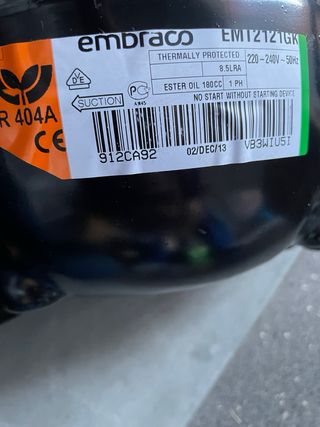 embraco EMT2121GK
THERMALLY PROTECTED 220-240V~50Hz
8.5LRA
ESTER OIL 180CC 1 PH
SUCTION
NO START WITHOUT STARTING DEVICE
R 404A
CE
912CA92 02/DEC/13 VB3WIU5I